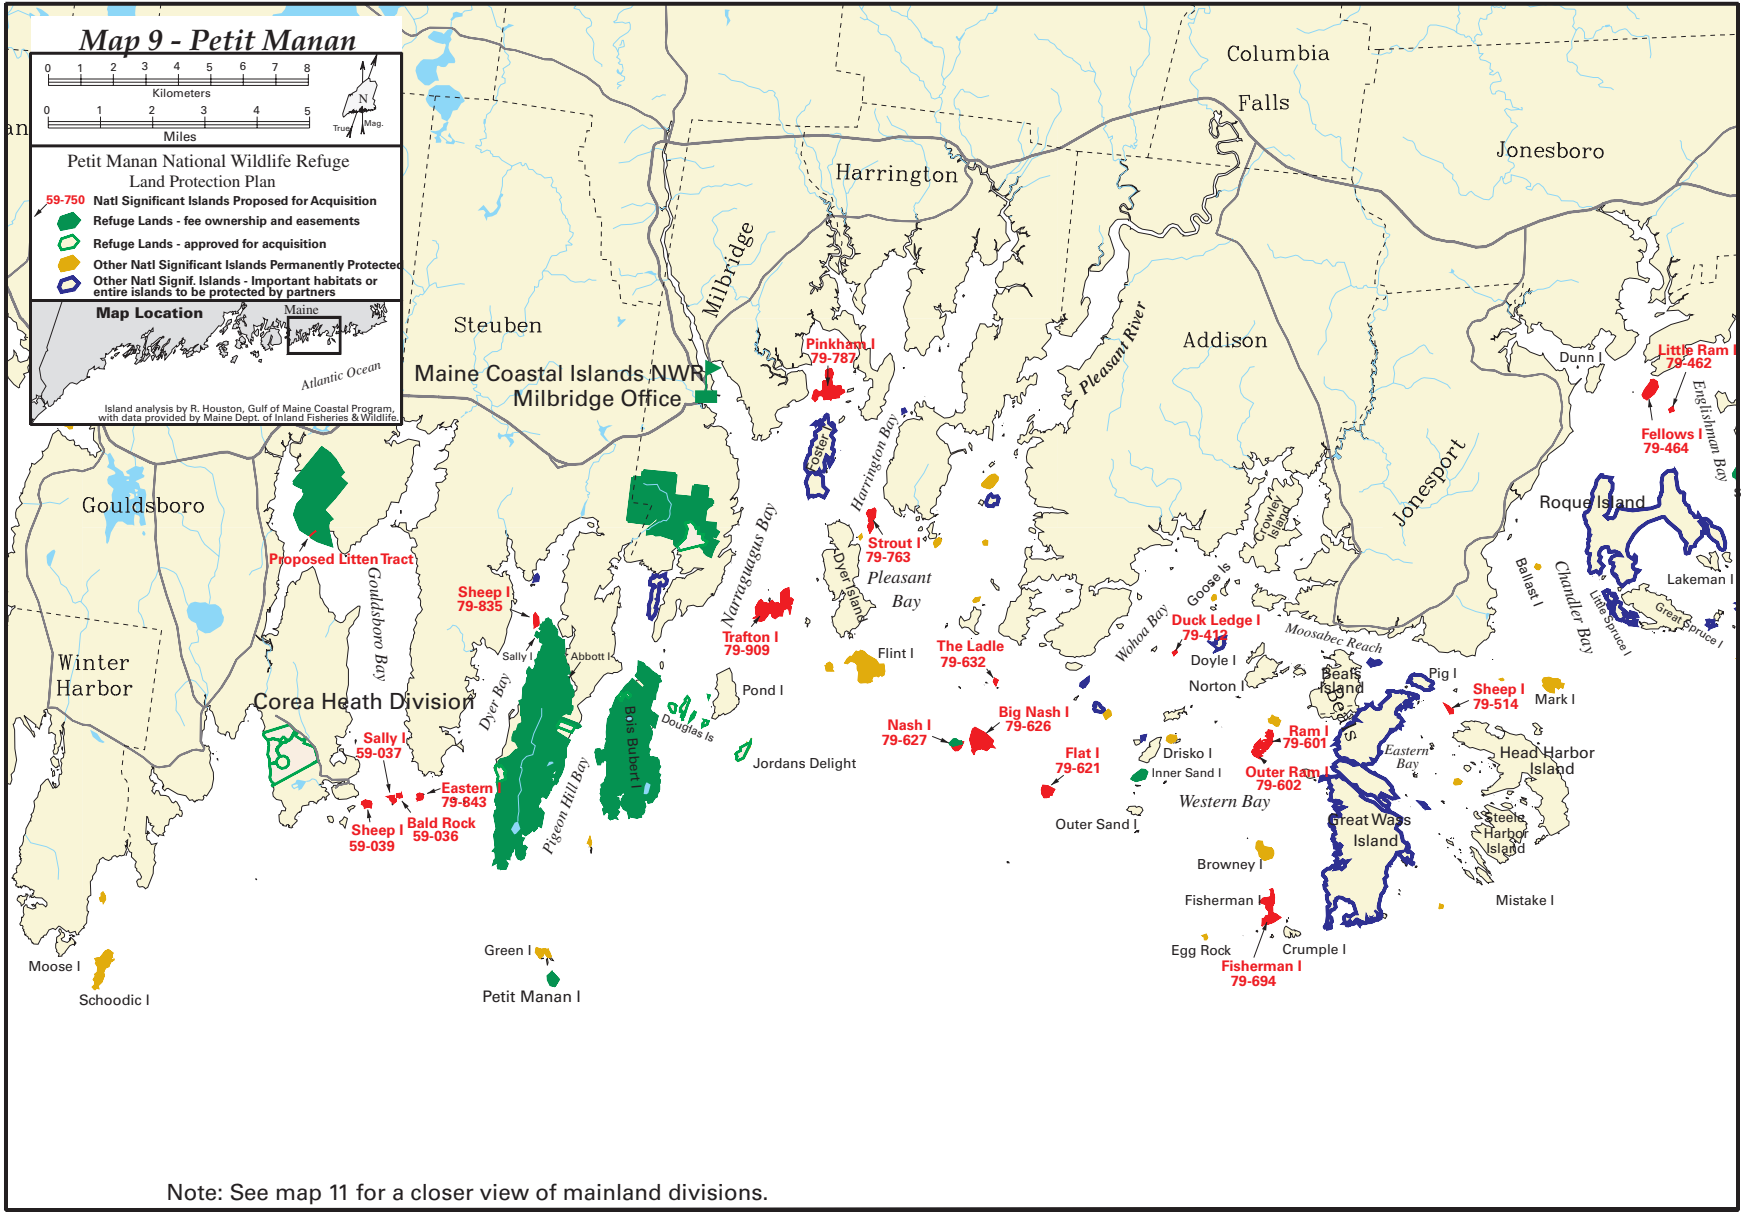 Map 9 - Petit Manan
0 1 2 3 4 5 6 7 8
Kilometers
0 1 2 3 4 5
Miles
N
True
Mag.
Petit Manan National Wildlife Refuge
Land Protection Plan
59-750 Natl Significant Islands Proposed for Acquisition
Refuge Lands - fee ownership and easements
Refuge Lands - approved for acquisition
Other Natl Significant Islands Permanently Protected
Other Natl Signif. Islands - Important habitats or
entire islands to be protected by partners
Map Location
Maine
Atlantic Ocean
Island analysis by R. Houston, Gulf of Maine Coastal Program,
with data provided by Maine Dept. of Inland Fisheries & Wildlife.
an
Columbia
Falls
Jonesboro
Harrington
Milbridge
Steuben
Addison
Pleasant River
Pinkham I
79-787
Maine Coastal Islands NWR
Milbridge Office
Dunn I
Little Ram I
79-462
Englishman Bay
Fellows I
79-464
Foster I
Harrington Bay
Jonesport
Gouldsboro
Crowley
Island
Roque Island
Proposed Litten Tract
Strout I
79-763
Narraguagus Bay
Dyer Island
Pleasant
Bay
Gouldsboro Bay
Sheep I
79-835
Trafton I
79-909
Goose Is
Ballast I
Chandler Bay
Lakeman I
Little Spruce I
Great Spruce I
Wohoa Bay
Duck Ledge I
79-413
Moosabec Reach
Sally I
Abbott I
Flint I
The Ladle
79-632
Doyle I
Winter
Harbor
Norton I
Beals
Island
Beals
Pig I
Sheep I
79-514
Mark I
Pond I
Dyer Bay
Corea Heath Division
Bois Bubert I
Douglas Is
Nash I
79-627
Big Nash I
79-626
Sally I
59-037
Ram I
79-601
Eastern
Bay
Head Harbor
Island
Jordans Delight
Flat I
79-621
Drisko I
Inner Sand I
Outer Ram I
79-602
Eastern I
79-843
Western Bay
Pigeon Hill Bay
Sheep I
59-039
Bald Rock
59-036
Outer Sand I
Great Wass
Island
Steele
Harbor
Island
Browney I
Fisherman I
Mistake I
Egg Rock
Crumple I
Fisherman I
79-694
Moose I
Schoodic I
Green I
Petit Manan I
Note: See map 11 for a closer view of mainland divisions.